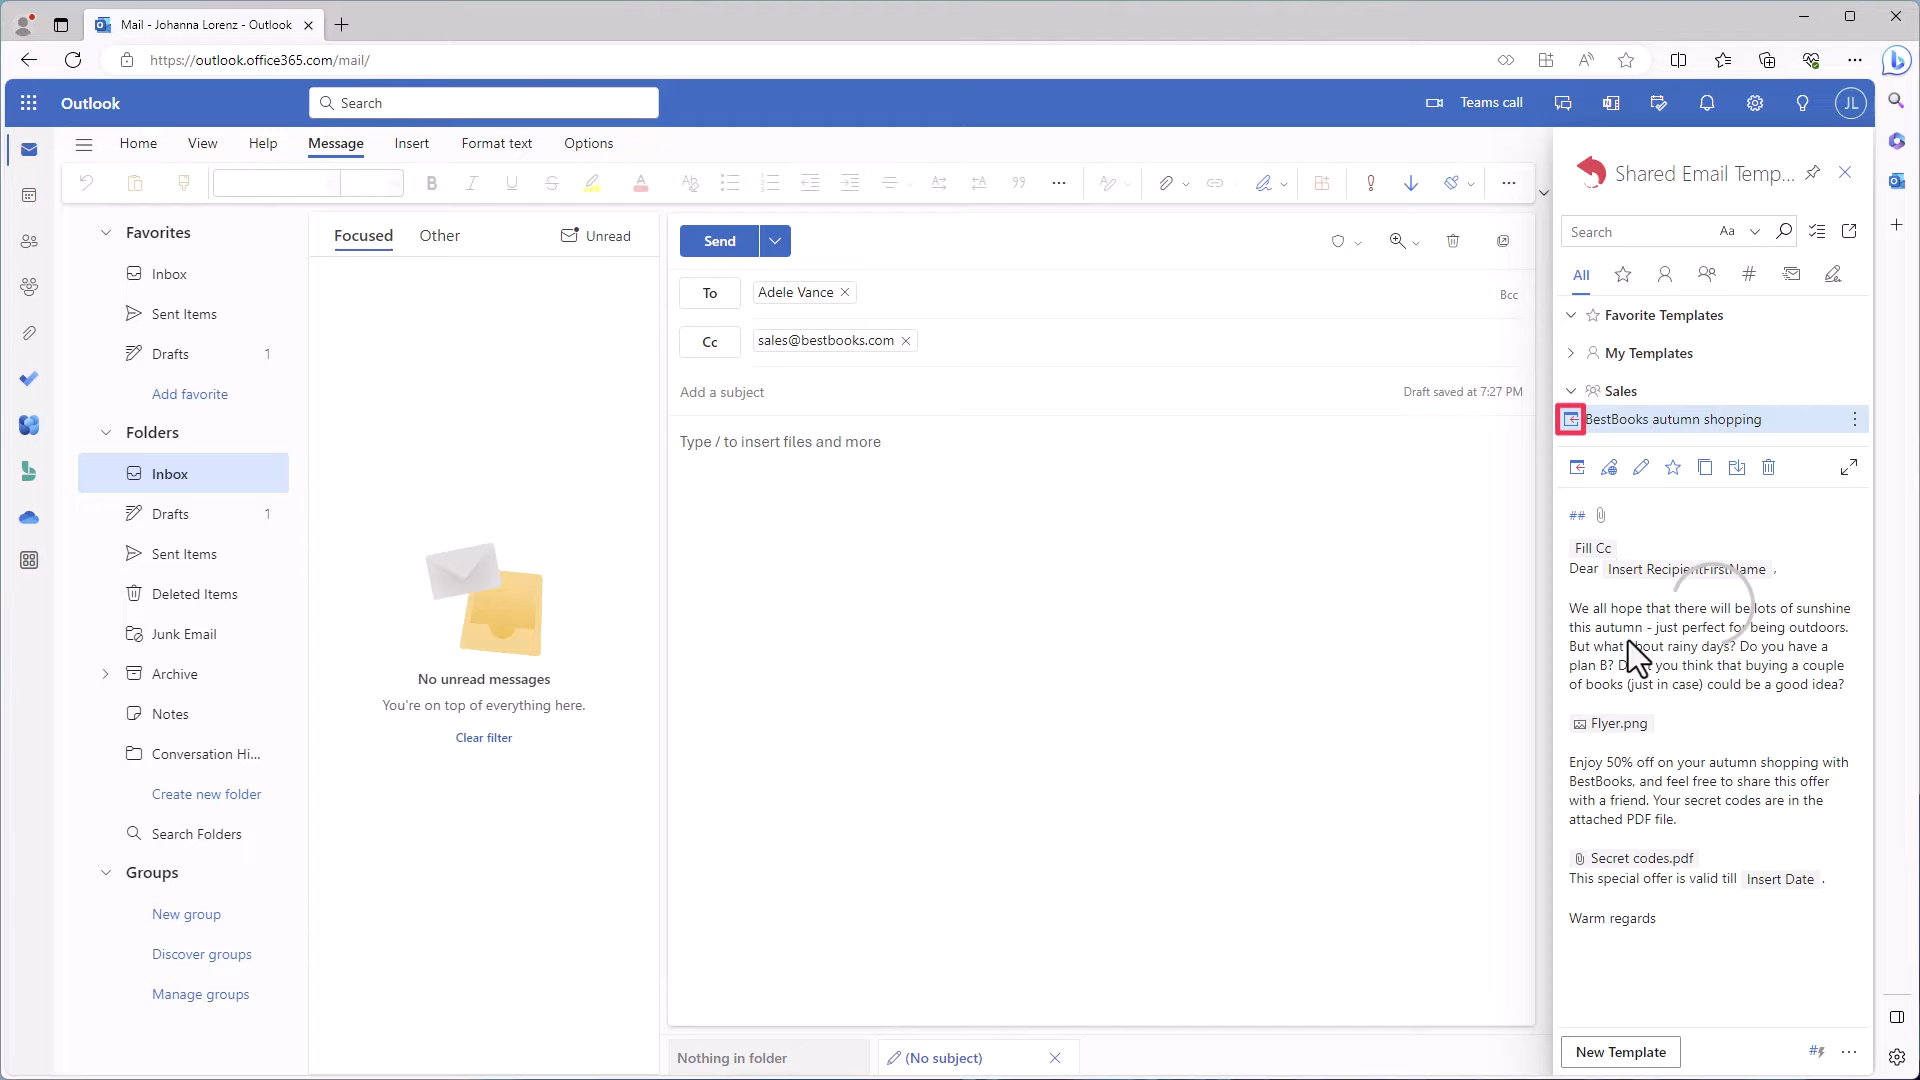 Mail - Johanna Lorenz - Outlook
https://outlook.office365.com/mail/
Outlook
Search
Teams call
JL
Home View Help Message Insert Format text Options
Favorites
Inbox
Sent Items
Drafts 1
Add favorite
Folders
Inbox
Drafts 1
Sent Items
Deleted Items
Junk Email
Archive
Notes
Conversation Hi...
Create new folder
Search Folders
Groups
New group
Discover groups
Manage groups
Focused Other Unread
No unread messages
You're on top of everything here.
Clear filter
Send
To Adele Vance Bcc
Cc sales@bestbooks.com
Add a subject Draft saved at 7:27 PM
Type / to insert files and more
Nothing in folder (No subject)
Shared Email Temp...
Search Aa
All
Favorite Templates
My Templates
Sales
BestBooks autumn shopping
##
Fill Cc
Dear Insert RecipientFirstName ,
We all hope that there will be lots of sunshine
this autumn - just perfect for being outdoors.
But what about rainy days? Do you have a
plan B? Don't you think that buying a couple
of books (just in case) could be a good idea?
Flyer.png
Enjoy 50% off on your autumn shopping with
BestBooks, and feel free to share this offer
with a friend. Your secret codes are in the
attached PDF file.
Secret codes.pdf
This special offer is valid till Insert Date .
Warm regards
New Template